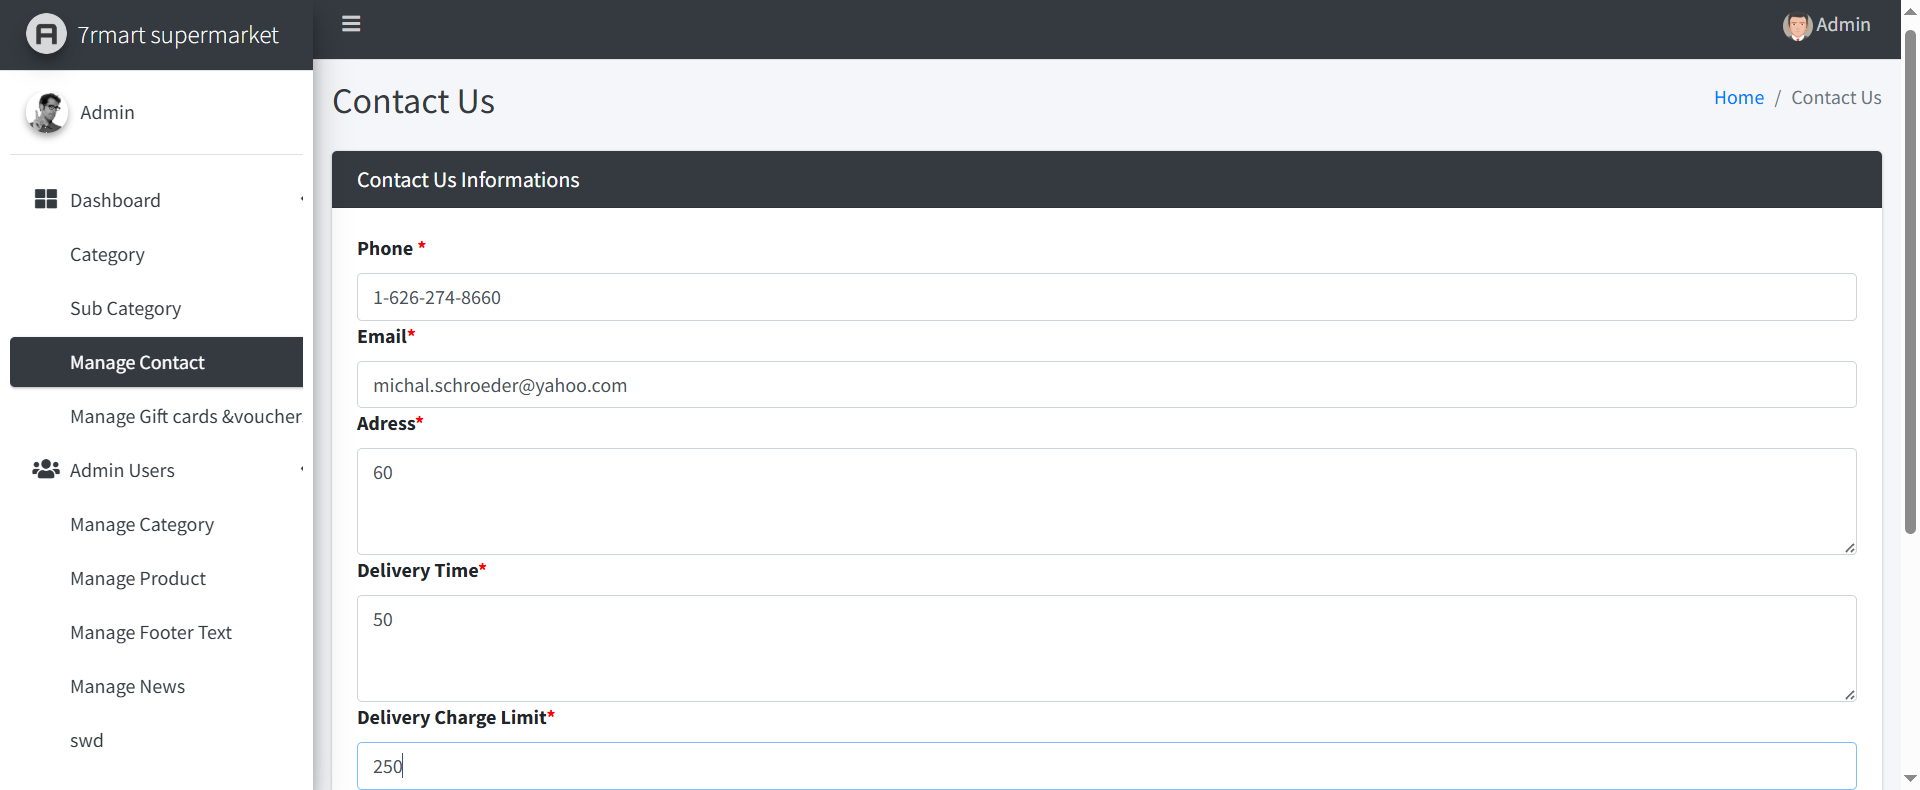 7rmart supermarket
Admin
Admin
Dashboard
Category
Sub Category
Manage Contact
Manage Gift cards &voucher
Admin Users
Manage Category
Manage Product
Manage Footer Text
Manage News
swd
Contact Us
Home / Contact Us
Contact Us Informations
Phone *
1-626-274-8660
Email*
michal.schroeder@yahoo.com
Adress*
60
Delivery Time*
50
Delivery Charge Limit*
250